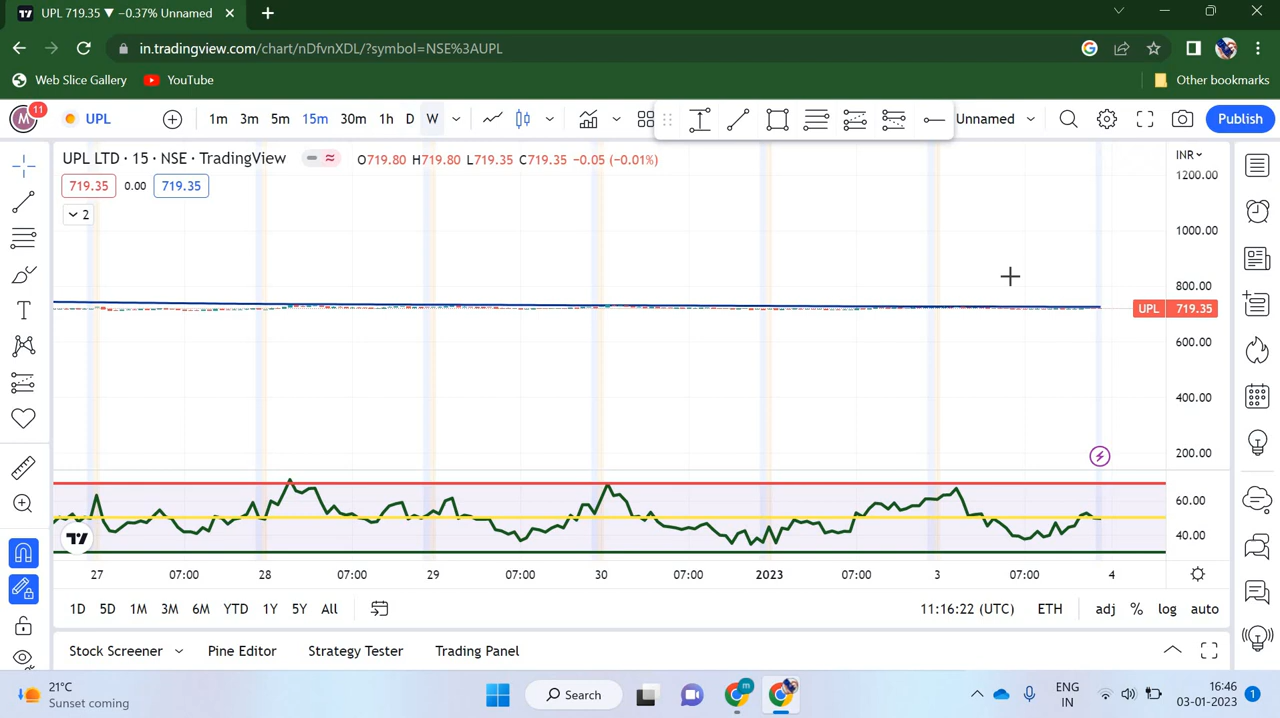 UPL 719.35 ▼ −0.37% Unnamed
in.tradingview.com/chart/nDfvnXDL/?symbol=NSE%3AUPL
Web Slice Gallery YouTube Other bookmarks
M 11 UPL 1m 3m 5m 15m 30m 1h D W Unnamed Publish
UPL LTD · 15 · NSE · TradingView O719.80 H719.80 L719.35 C719.35 −0.05 (−0.01%) INR
1200.00
719.35 0.00 719.35
2
1000.00
800.00
UPL 719.35
600.00
400.00
200.00
60.00
40.00
27 07:00 28 07:00 29 07:00 30 07:00 2023 07:00 3 07:00 4
1D 5D 1M 3M 6M YTD 1Y 5Y All 11:16:22 (UTC) ETH adj % log auto
Stock Screener Pine Editor Strategy Tester Trading Panel
21°C
Sunset coming
Search
m
ENG
IN
16:46
03-01-2023
1